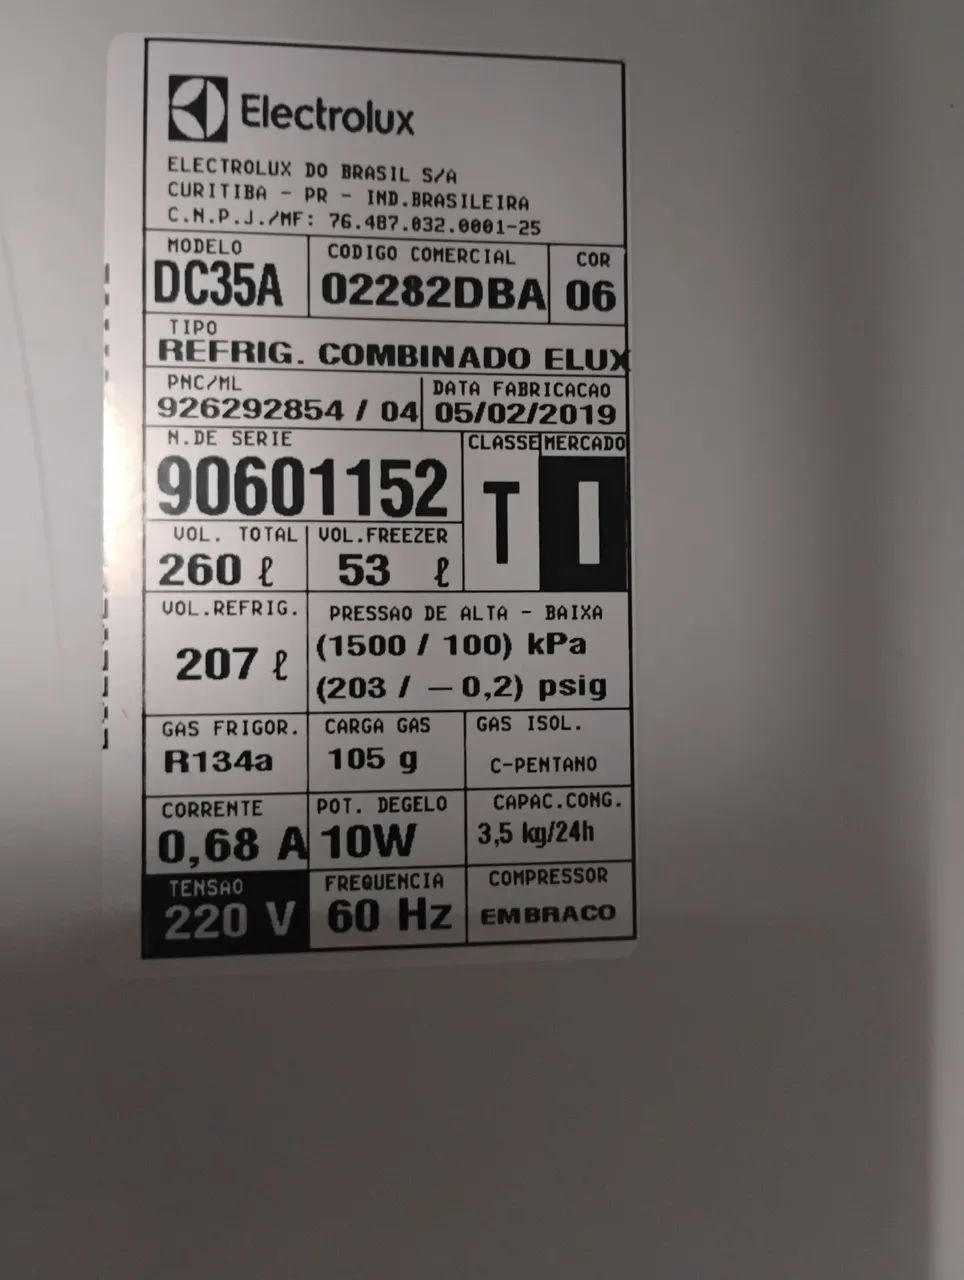 Electrolux
ELECTROLUX DO BRASIL S/A
CURITIBA - PR - IND.BRASILEIRA
C.N.P.J./MF: 76.487.032.0001-25
MODELO
DC35A
CODIGO COMERCIAL
02282DBA
COR
06
TIPO
REFRIG. COMBINADO ELUX
PNC/ML
926292854 / 04
DATA FABRICACAO
05/02/2019
N.DE SERIE
90601152
CLASSE
T
MERCADO
I
VOL. TOTAL
260 ℓ
VOL.FREEZER
53 ℓ
VOL.REFRIG.
207 ℓ
PRESSAO DE ALTA - BAIXA
(1500 / 100) kPa
(203 / - 0,2) psig
GAS FRIGOR.
R134a
CARGA GAS
105 g
GAS ISOL.
C-PENTANO
CORRENTE
0,68 A
POT. DEGELO
10W
CAPAC.CONG.
3,5 kg/24h
TENSAO
220 V
FREQUENCIA
60 Hz
COMPRESSOR
EMBRACO